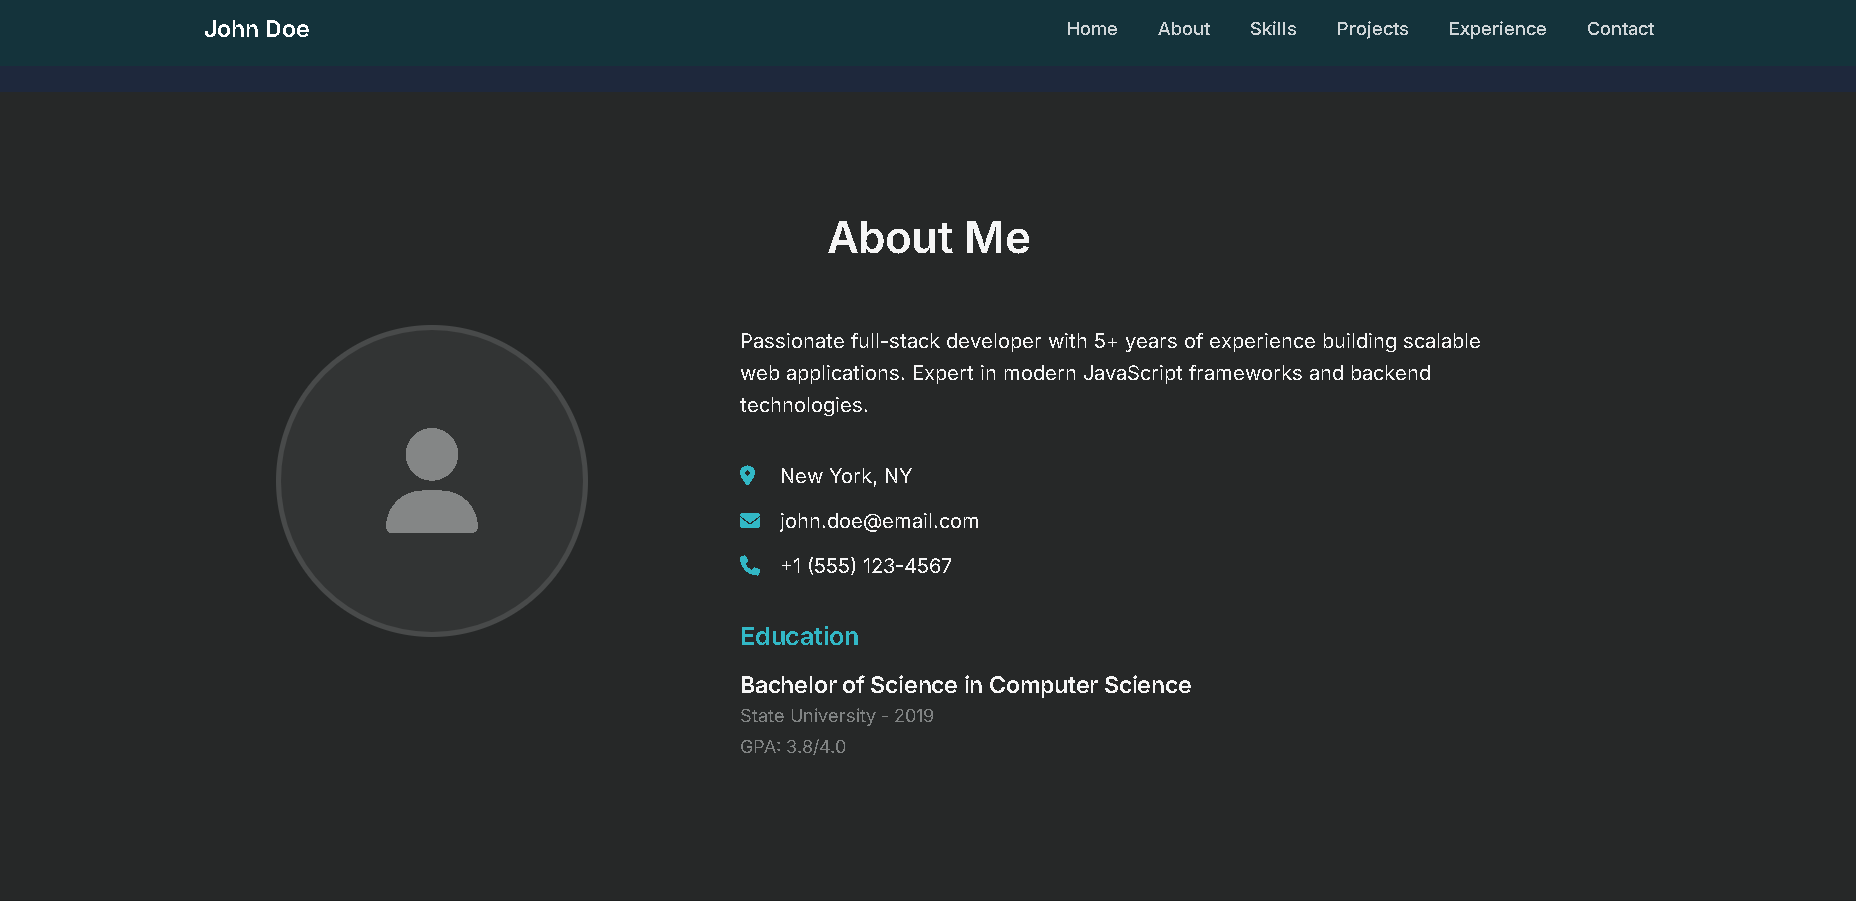 John Doe
Home About Skills Projects Experience Contact
About Me
Passionate full-stack developer with 5+ years of experience building scalable
web applications. Expert in modern JavaScript frameworks and backend
technologies.
New York, NY
john.doe@email.com
+1 (555) 123-4567
Education
Bachelor of Science in Computer Science
State University - 2019
GPA: 3.8/4.0